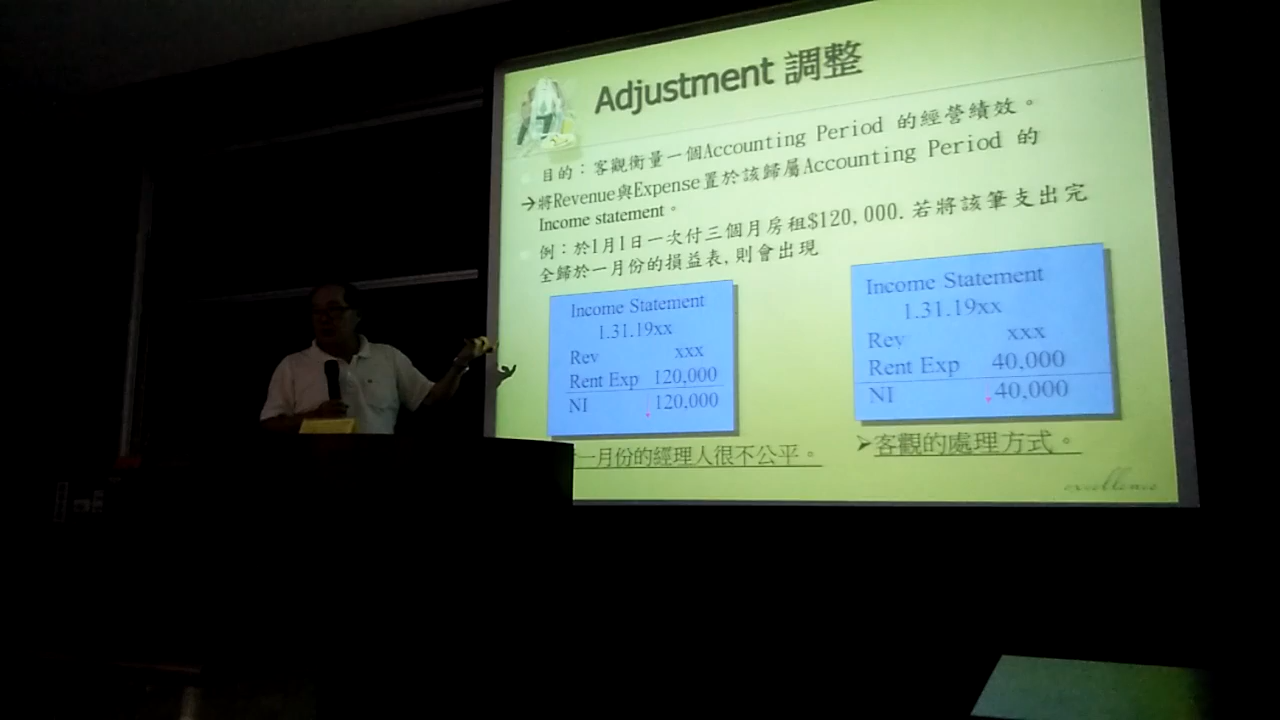 Adjustment 調整
目的：客觀衡量一個Accounting Period 的經營績效。
→將Revenue與Expense置於該歸屬Accounting Period 的
Income statement。
例：於1月1日一次付三個月房租$120,000.若將該筆支出完
全歸於一月份的損益表,則會出現
Income Statement
1.31.19xx
Rev xxx
Rent Exp 120,000
NI 120,000
一月份的經理人很不公平。
Income Statement
1.31.19xx
Rev xxx
Rent Exp 40,000
NI 40,000
➢客觀的處理方式。
excellence